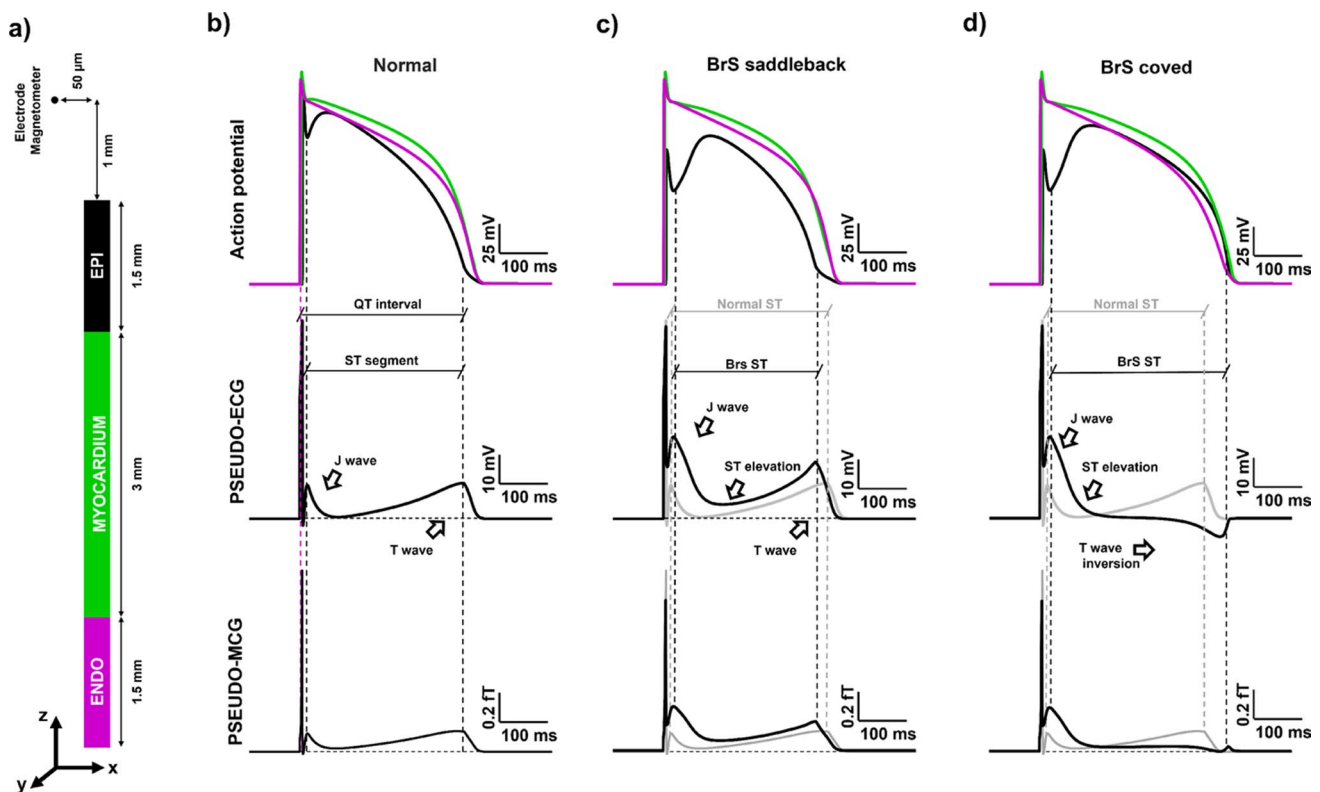 a)
50 µm
Electrode
Magnetometer
1 mm
EPI
1.5 mm
MYOCARDIUM
3 mm
ENDO
1.5 mm
z
x
y
b)
Normal
Action potential
25 mV
100 ms
QT interval
ST segment
PSEUDO-ECG
J wave
T wave
10 mV
100 ms
PSEUDO-MCG
0.2 fT
100 ms
c)
BrS saddleback
25 mV
100 ms
Normal ST
Brs ST
J wave
ST elevation
T wave
10 mV
100 ms
0.2 fT
100 ms
d)
BrS coved
25 mV
100 ms
Normal ST
BrS ST
J wave
ST elevation
T wave
inversion
10 mV
100 ms
0.2 fT
100 ms